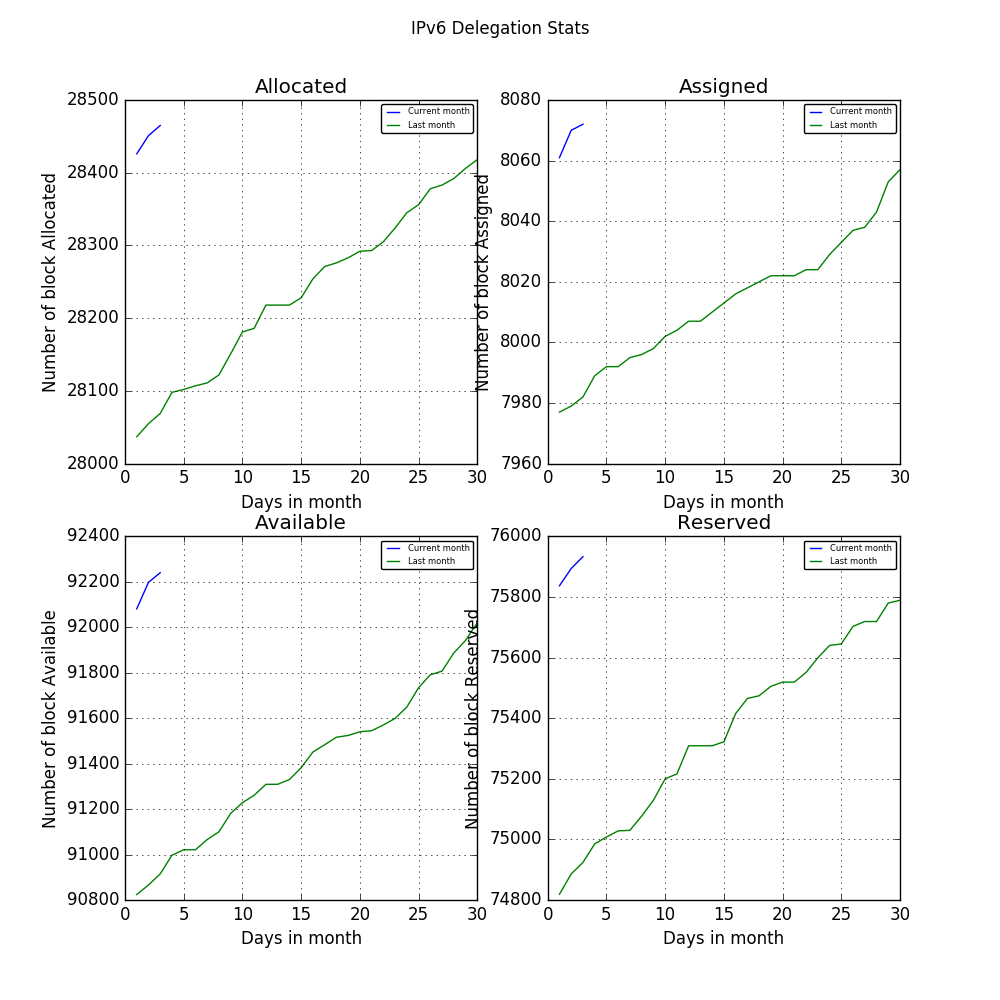 IPv6 Delegation Stats
Allocated
Number of block Allocated
28500
28400
28300
28200
28100
28000
0 5 10 15 20 25 30
Days in month
Current month
Last month
Assigned
Number of block Assigned
8080
8060
8040
8020
8000
7980
7960
0 5 10 15 20 25 30
Days in month
Current month
Last month
Available
Number of block Available
92400
92200
92000
91800
91600
91400
91200
91000
90800
0 5 10 15 20 25 30
Days in month
Current month
Last month
Reserved
Number of block Reserved
76000
75800
75600
75400
75200
75000
74800
0 5 10 15 20 25 30
Days in month
Current month
Last month